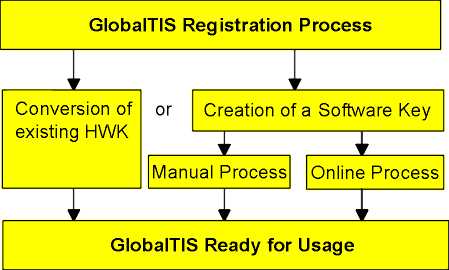 GlobalTIS Registration Process
Conversion of
existing HWK
or
Creation of a Software Key
Manual Process
Online Process
GlobalTIS Ready for Usage